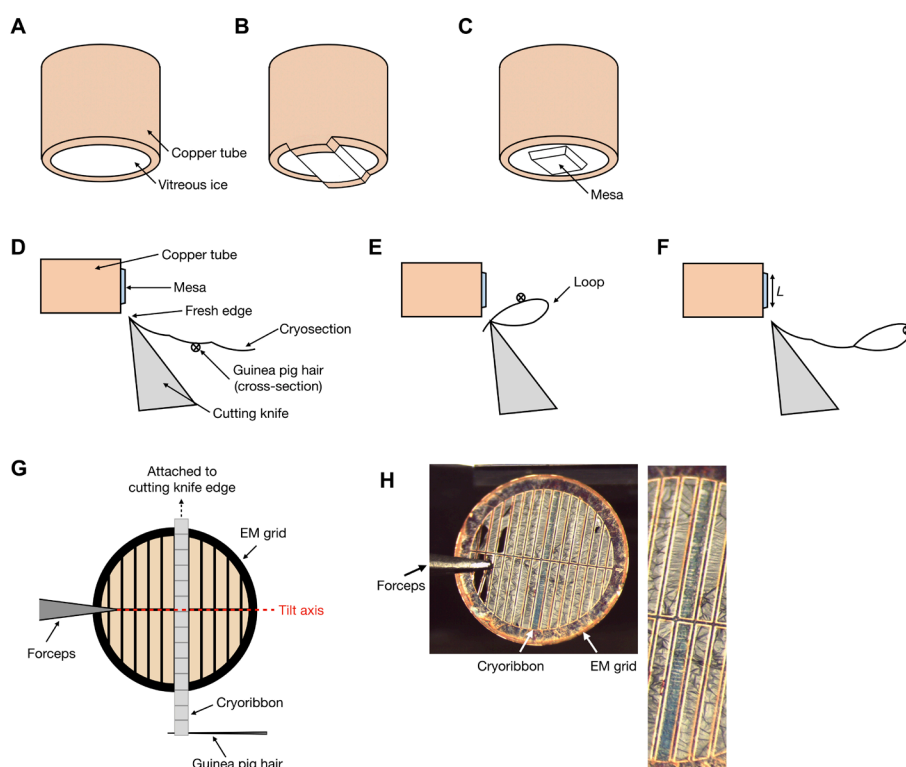 A
B
C
Copper tube
Vitreous ice
Mesa
D
E
F
Copper tube
Mesa
Fresh edge
Cryosection
Guinea pig hair
(cross-section)
Cutting knife
Loop
L
G
H
Attached to
cutting knife edge
EM grid
Tilt axis
Forceps
Cryoribbon
Guinea pig hair
Forceps
Cryoribbon
EM grid